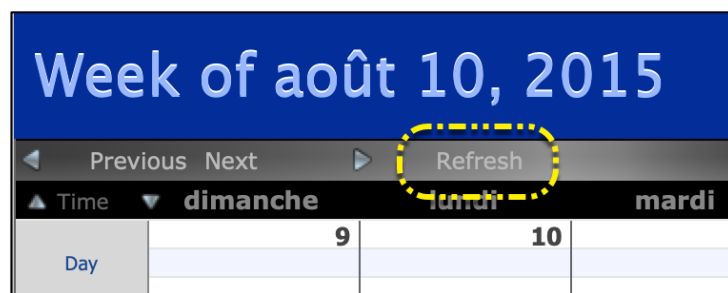 Week of août 10, 2015
Previous Next Refresh
Time dimanche lundi mardi
9 10
Day